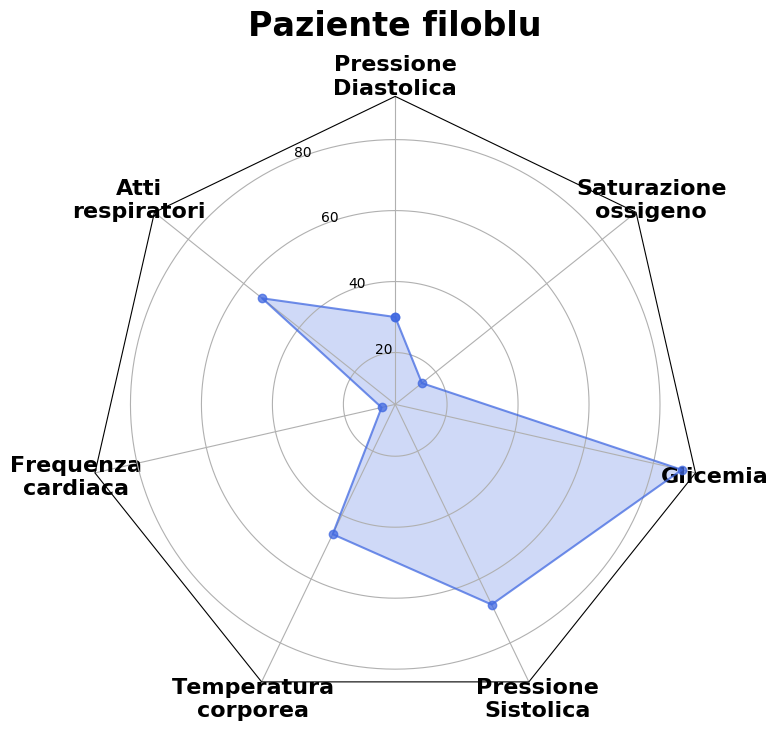 Paziente filoblu
Pressione
Diastolica
Atti
respiratori
Saturazione
ossigeno
80
60
40
20
Frequenza
cardiaca
Glicemia
Temperatura
corporea
Pressione
Sistolica